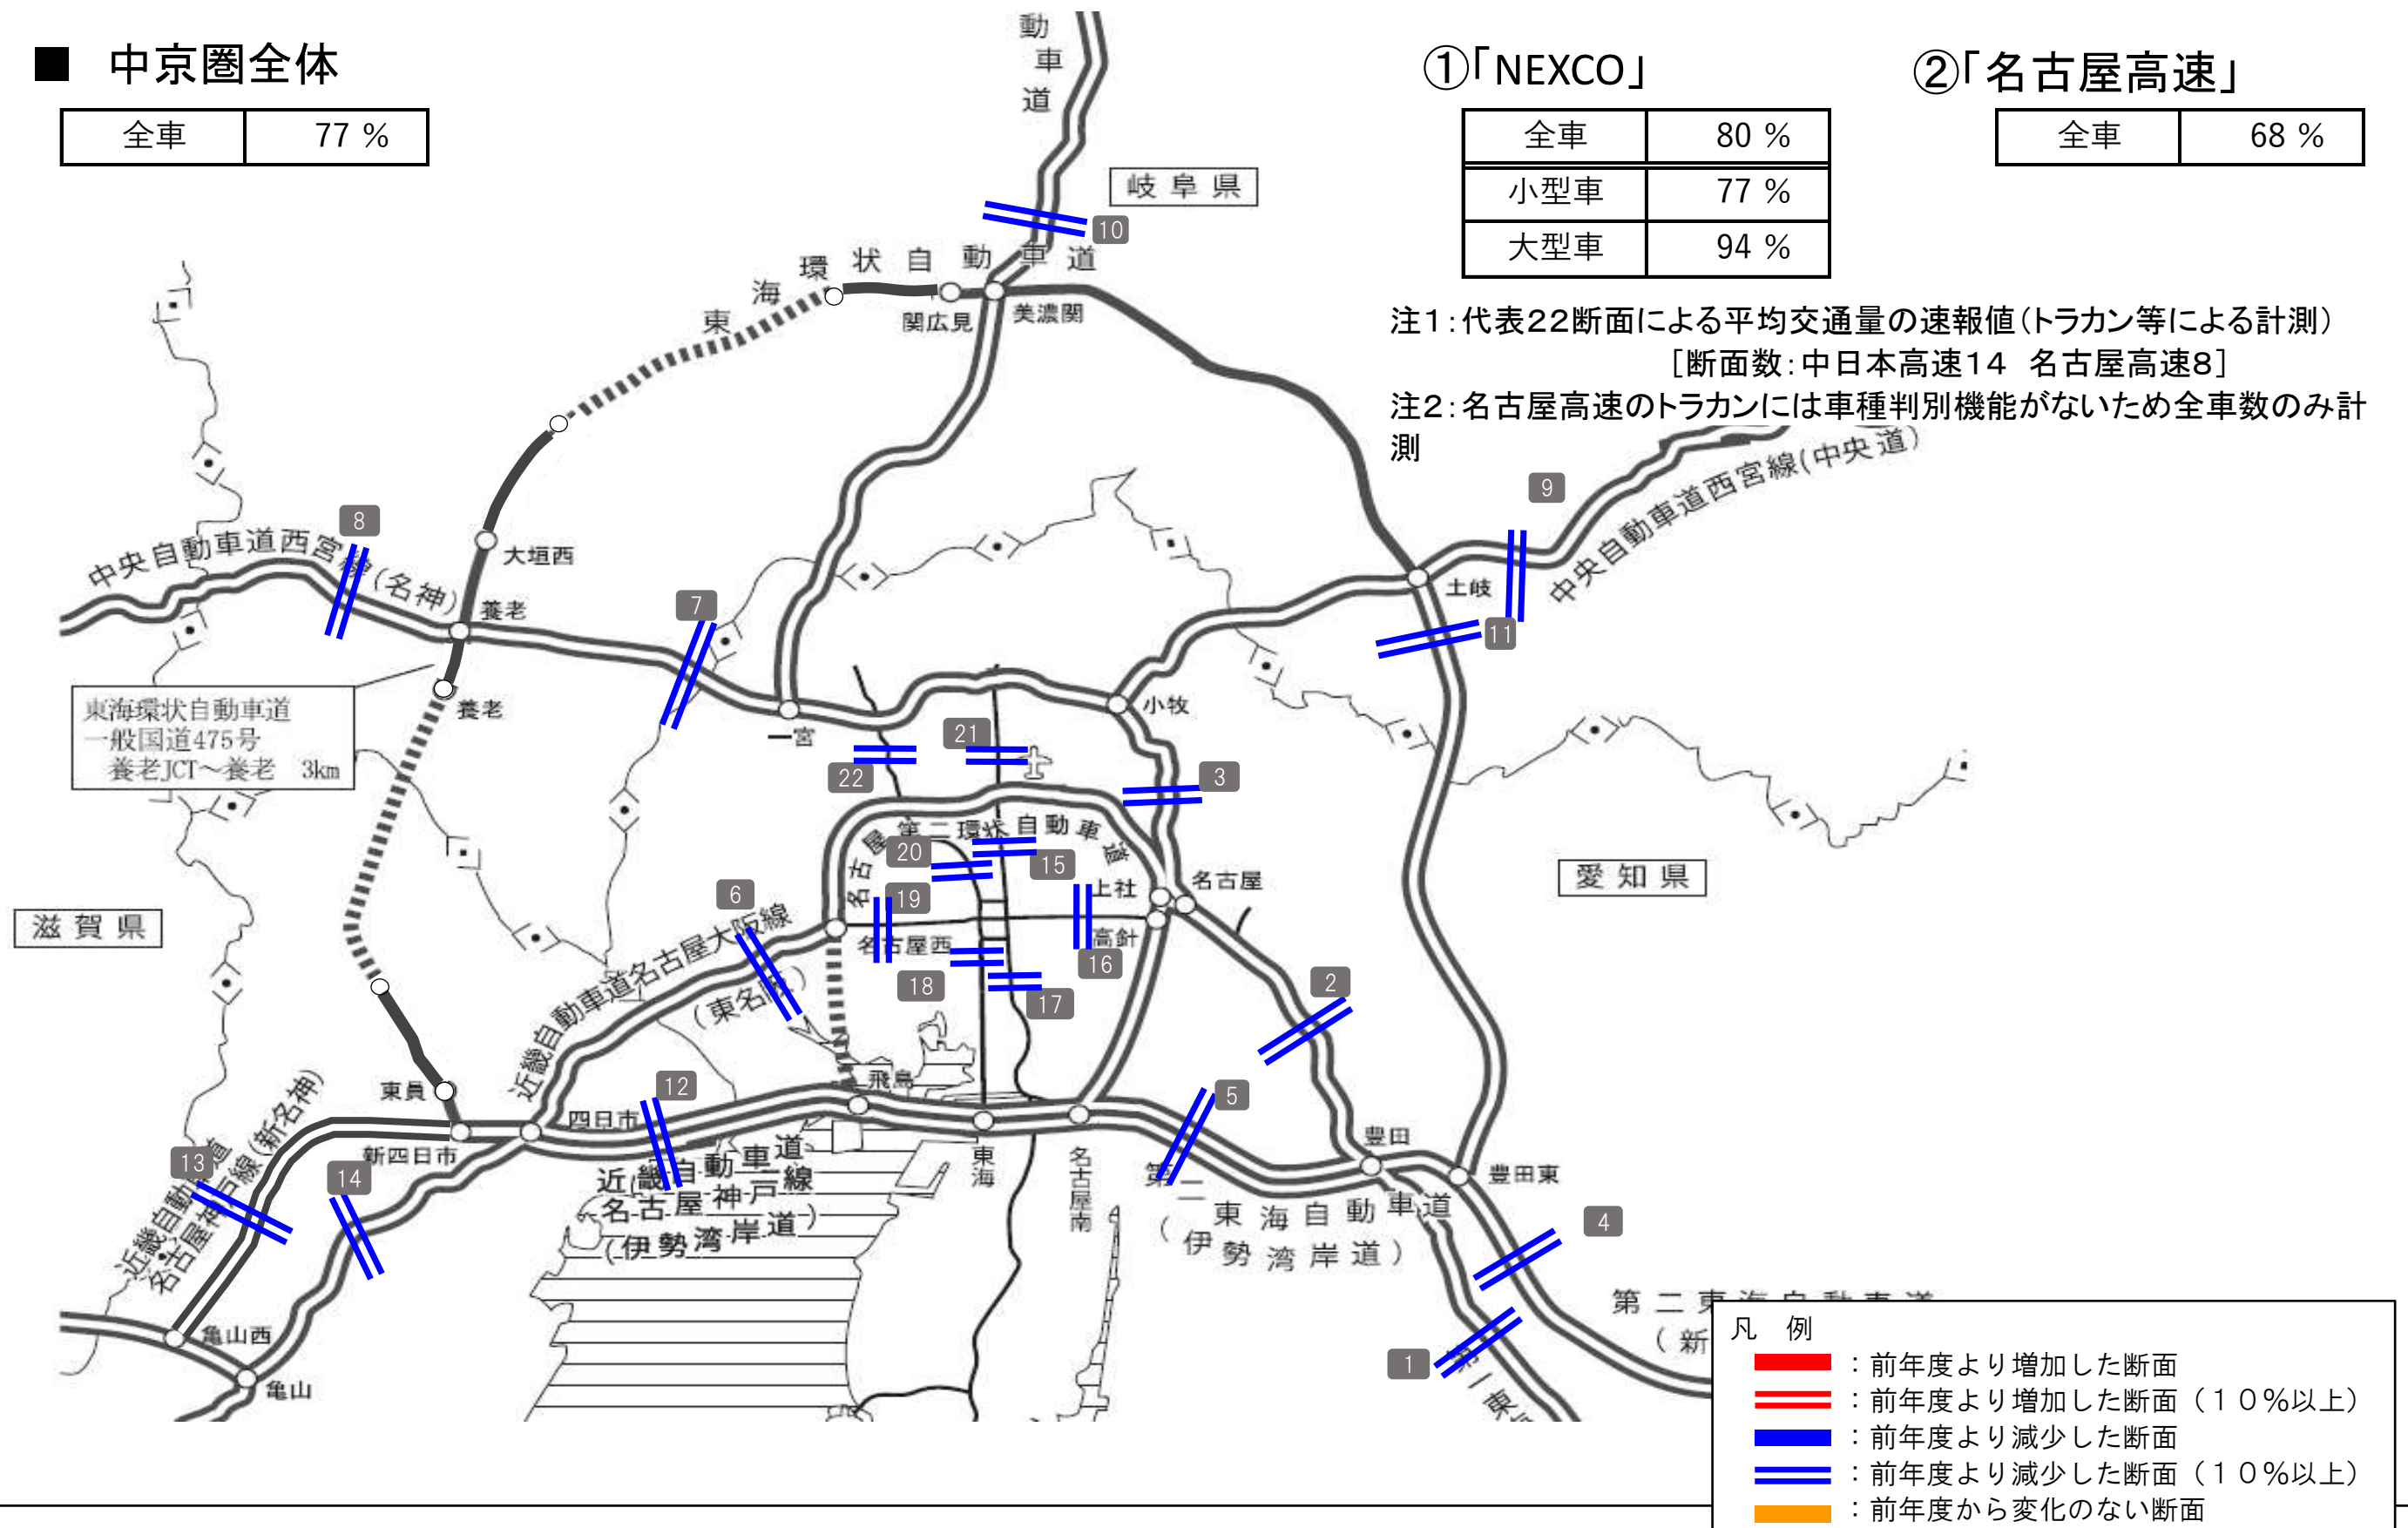 ■ 中京圏全体
全車 77 %
①「NEXCO」
全車 80 %
小型車 77 %
大型車 94 %
②「名古屋高速」
全車 68 %
注1:代表22断面による平均交通量の速報値(トラカン等による計測)
[断面数:中日本高速14 名古屋高速8]
注2:名古屋高速のトラカンには車種判別機能がないため全車数のみ計
測
動車道
岐阜県
10
東海環状自動車道
関広見
美濃関
9
中央自動車道西宮線(中央道)
8
中央自動車道西宮線(名神)
大垣西
養老
7
土岐
11
東海環状自動車道
一般国道475号
養老JCT~養老 3km
養老
一宮
小牧
21
22
3
名古屋第二環状自動車道
20
15
上社
名古屋
愛知県
19
6
滋賀県
名古屋西
高針
16
近畿自動車道名古屋大阪線
(東名阪)
18
17
2
飛島
東員
12
四日市
5
新四日市
13
14
近畿自動車道
名古屋神戸線(新名神)
近畿自動車道
名古屋神戸線
(伊勢湾岸道)
東海
名古屋南
豊田
豊田東
第二東海自動車道
(伊勢湾岸道)
4
亀山西
亀山
1
第一東
第二東海自動車道
(新
凡 例
:前年度より増加した断面
:前年度より増加した断面(10%以上)
:前年度より減少した断面
:前年度より減少した断面(10%以上)
:前年度から変化のない断面